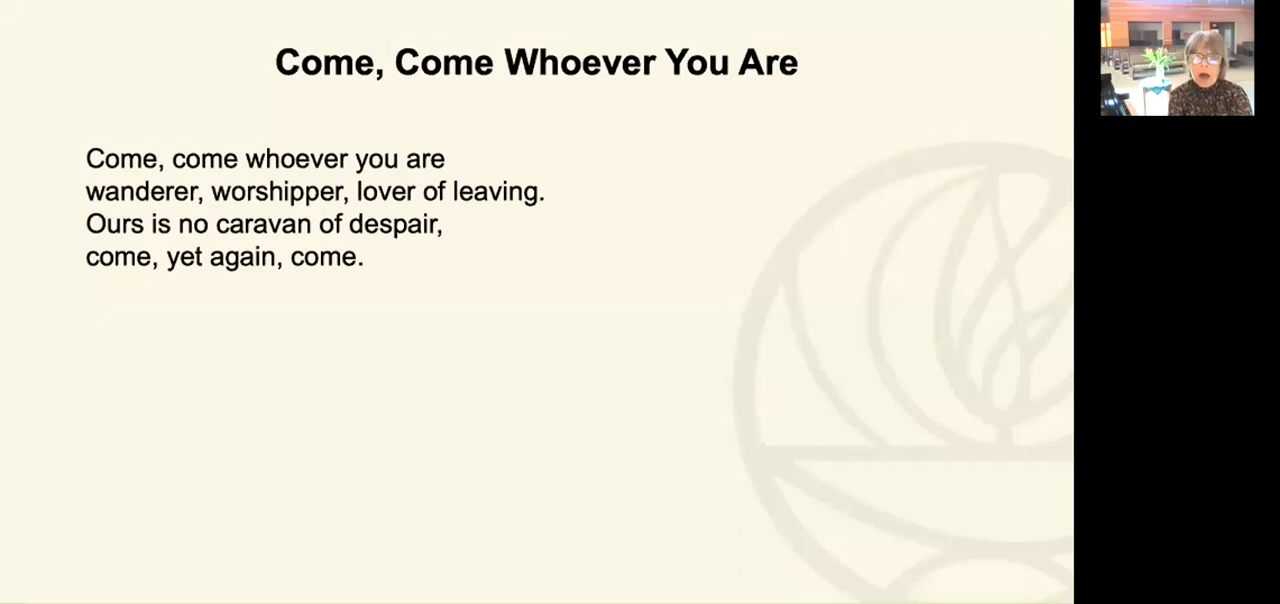 Come, Come Whoever You Are
Come, come whoever you are
wanderer, worshipper, lover of leaving.
Ours is no caravan of despair,
come, yet again, come.